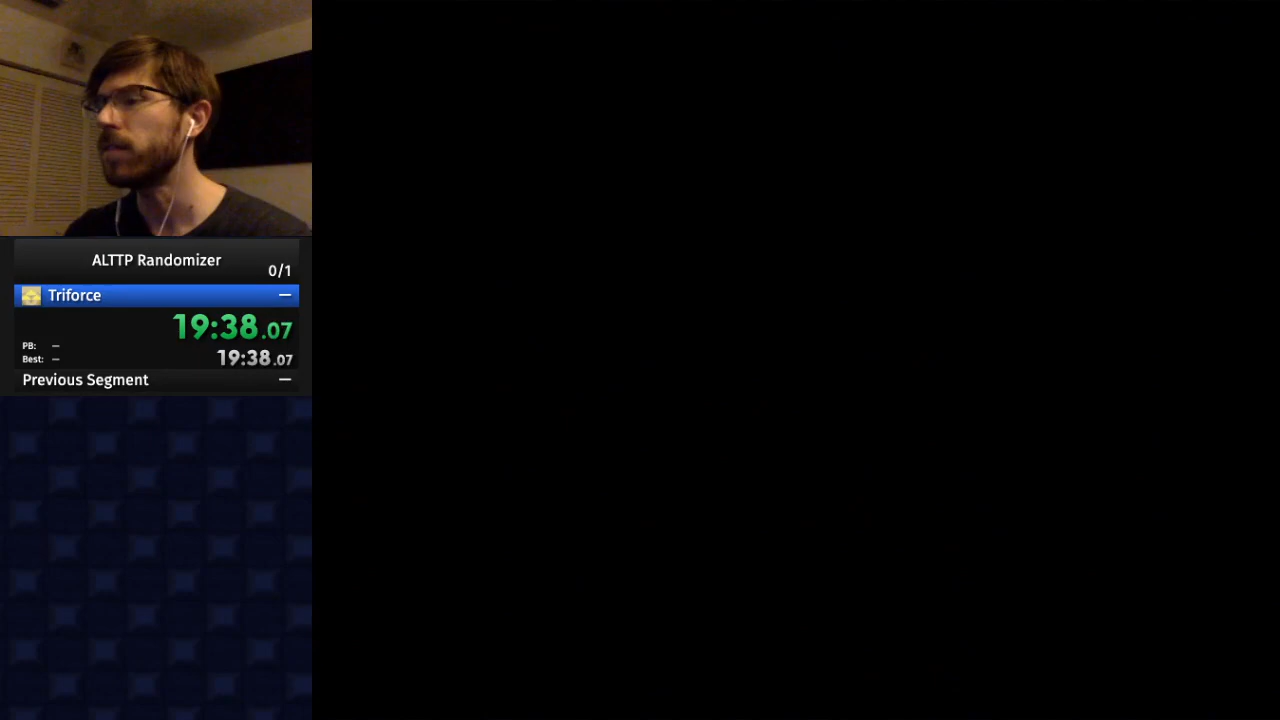 ALTTP Randomizer
0/1
Triforce —
19:38.07
PB: —
Best: — 19:38.07
Previous Segment —